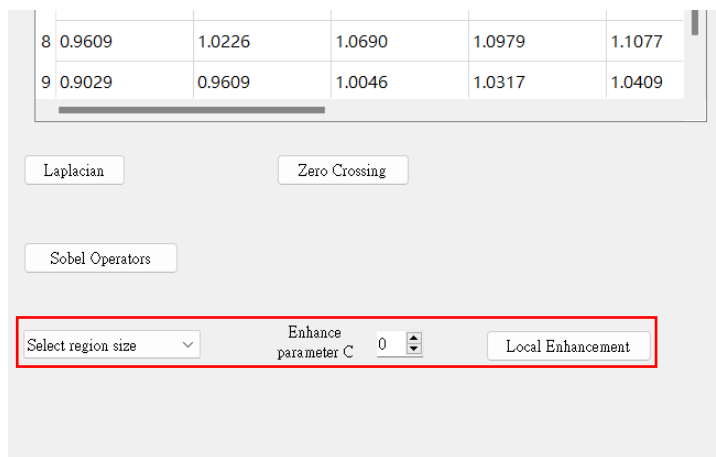 8 0.9609 1.0226 1.0690 1.0979 1.1077
9 0.9029 0.9609 1.0046 1.0317 1.0409
Laplacian Zero Crossing
Sobel Operators
Select region size Enhance parameter C 0 Local Enhancement